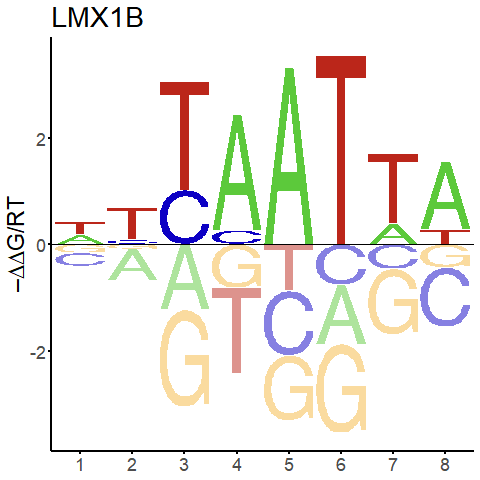 LMX1B
−ΔΔG/RT
2
0
-2
T T T A A T T A
A C C C A T
G A A G T C C G
C G T C A G C
G G
1 2 3 4 5 6 7 8